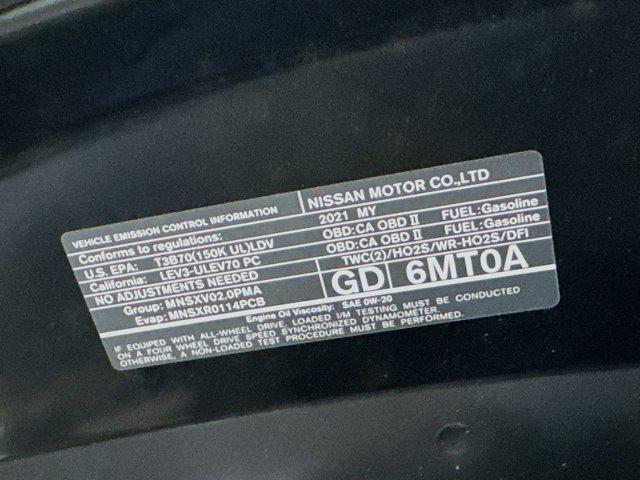 VEHICLE EMISSION CONTROL INFORMATION
NISSAN MOTOR CO.,LTD
Conforms to regulations: 2021 MY
U.S. EPA: T3B70(150K UL)LDV OBD:CA OBD II FUEL:Gasoline
California: LEV3-ULEV70 PC OBD:CA OBD II FUEL:Gasoline
NO ADJUSTMENTS NEEDED TWC(2)/HO2S/WR-HO2S/DFI
Group: MNSXV02.0PMA
Evap: MNSXR0114PCB
GD 6MT0A
Engine Oil Viscosity: SAE 0W-20
IF EQUIPPED WITH ALL-WHEEL DRIVE, LOADED I/M TESTING MUST BE CONDUCTED
ON A FOUR WHEEL DRIVE SPEED SYNCHRONIZED DYNAMOMETER.
OTHERWISE, A NON-LOADED TEST PROCEDURE MUST BE PERFORMED.